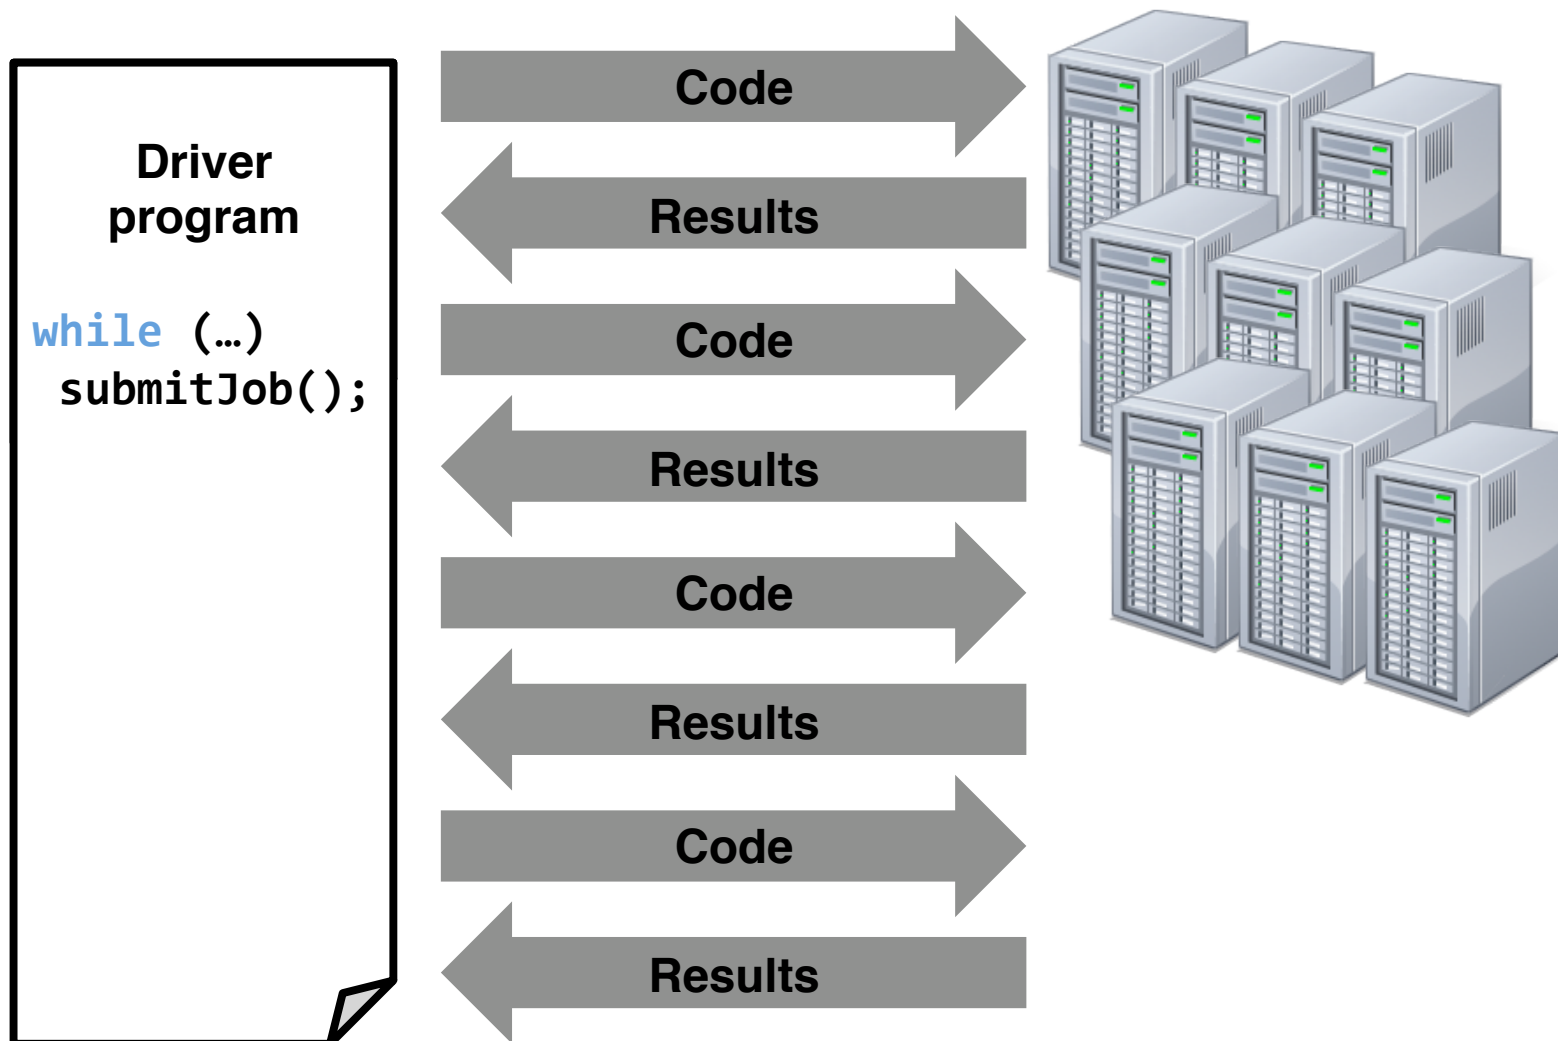 Driver
program
while (…)
submitJob();
Code
Results
Code
Results
Code
Results
Code
Results